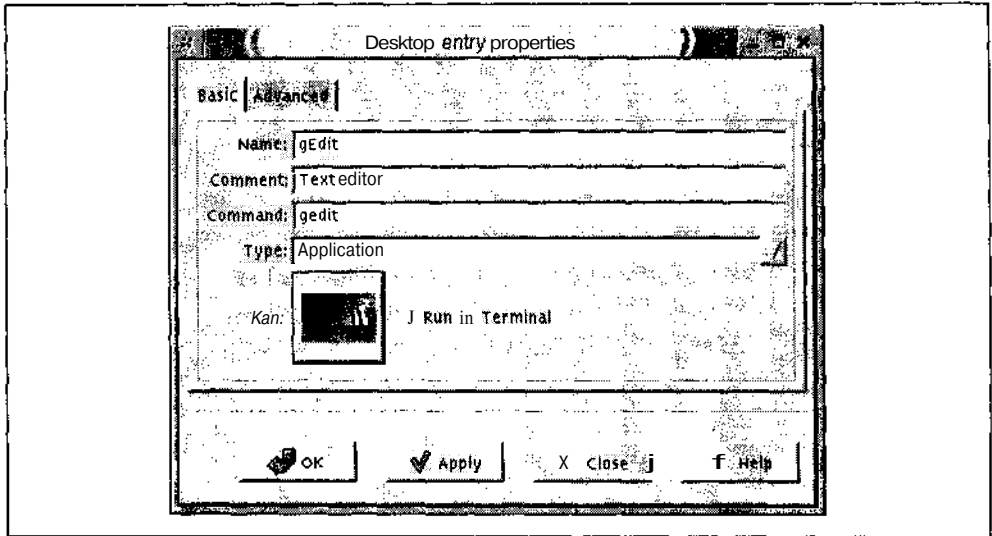 Desktop entry properties
Basic Advanced
Name: gEdit
Comment: Text editor
Command: gedit
Type: Application
Kan: J Run in Terminal
OK Apply X Close j f Help